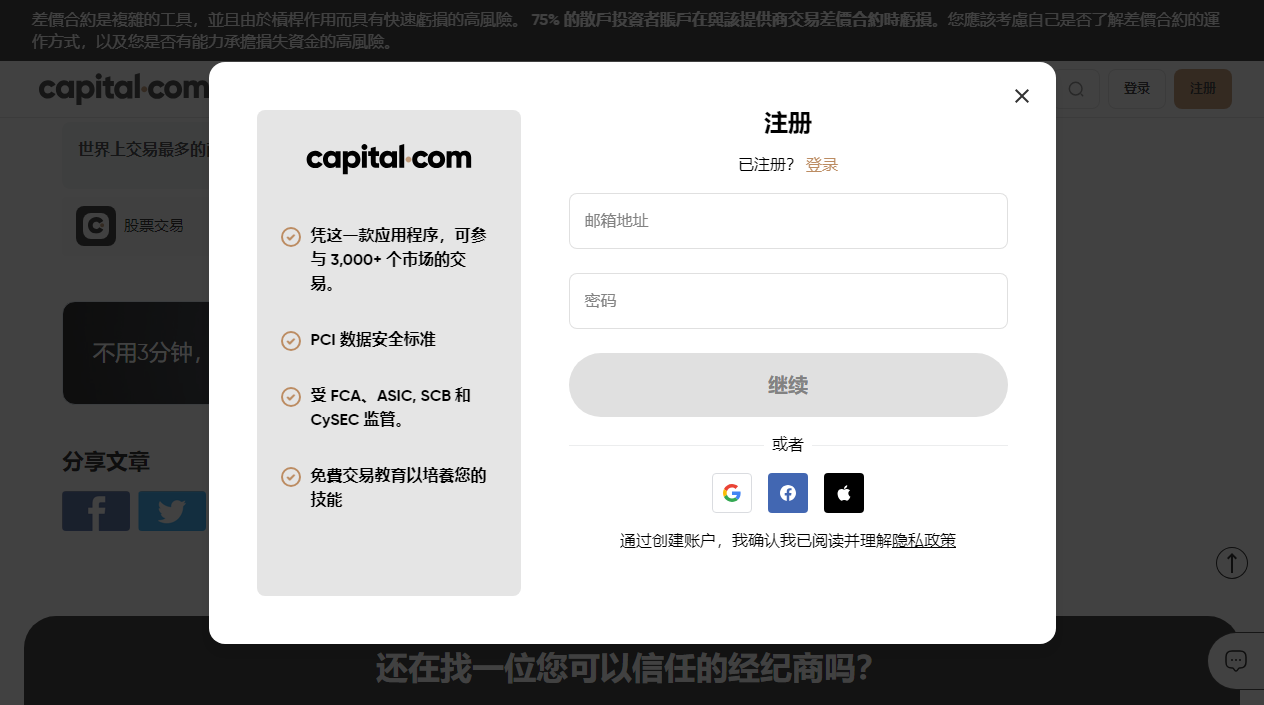 差價合約是複雜的工具，並且由於槓桿作用而具有快速虧損的高風險。 75% 的散戶投資者賬戶在與該提供商交易差價合約時虧損。您應該考慮自己是否了解差價合約的運
作方式，以及您是否有能力承擔損失資金的高風險。
capital.com
登录
注册
世界上交易最多的
股票交易
不用3分钟，
分享文章
capital.com
凭这一款应用程序，可参
与 3,000+ 个市场的交
易。
PCI 数据安全标准
受 FCA、ASIC, SCB 和
CySEC 监管。
免費交易教育以培養您的
技能
注册
已注册？ 登录
邮箱地址
密码
继续
或者
通过创建账户，我确认我已阅读并理解隐私政策
还在找一位您可以信任的经纪商吗？